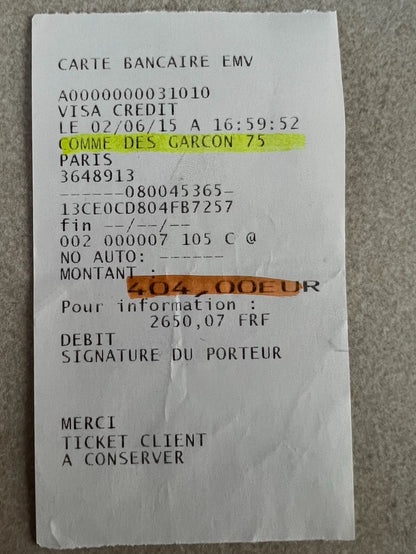 CARTE BANCAIRE EMV
A0000000031010
VISA CREDIT
LE 02/06/15 A 16:59:52
COMME DES GARCON 75
PARIS
3648913
------080045365-
13CE0CD804FB7257
fin --/--/--
002 000007 105 C @
NO AUTO: ------
MONTANT :
404,00EUR
Pour information :
2650,07 FRF
DEBIT
SIGNATURE DU PORTEUR
MERCI
TICKET CLIENT
A CONSERVER